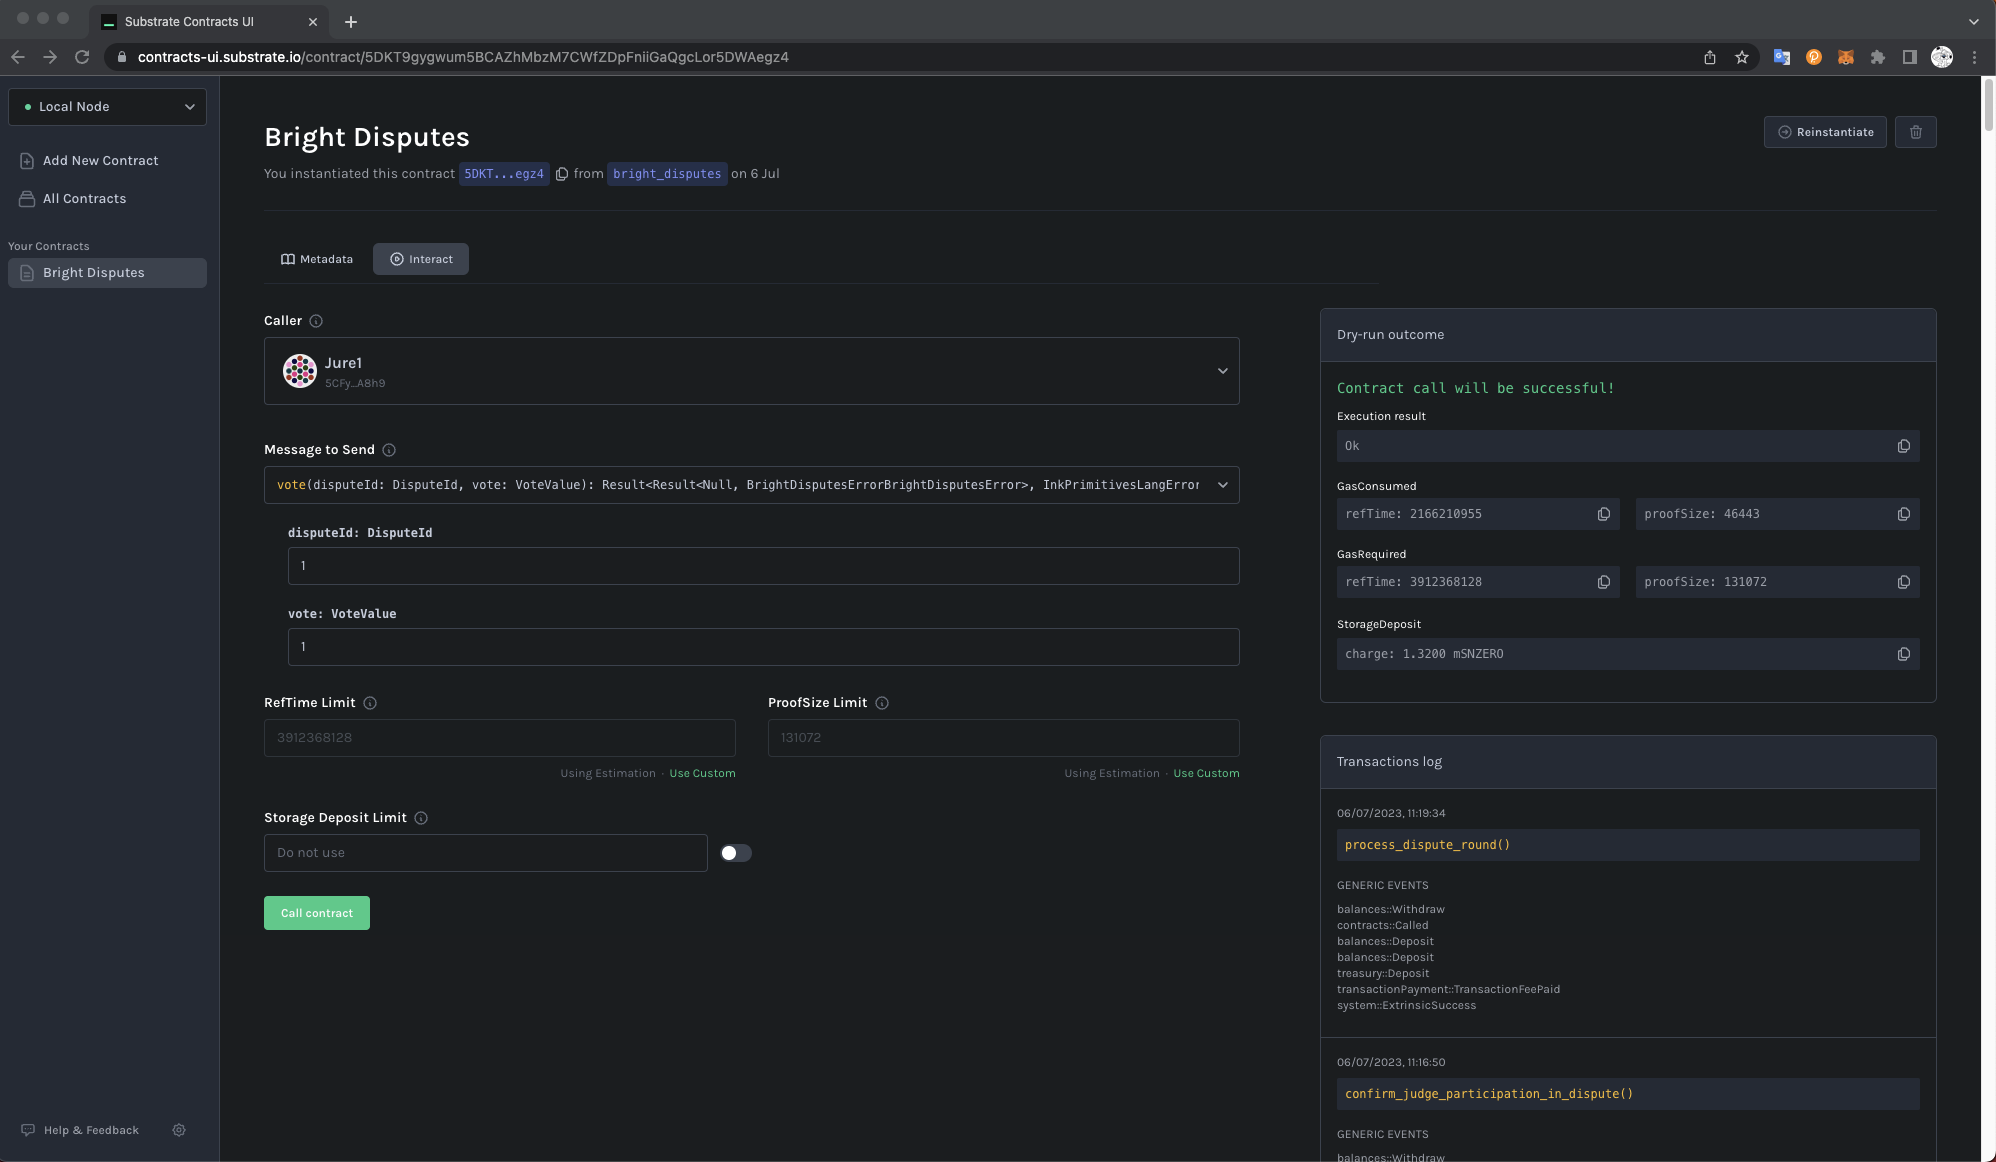 Substrate Contracts UI
contracts-ui.substrate.io/contract/5DKT9gygwum5BCAZhMbzM7CWfZDpFniiGaQgcLor5DWAegz4
Local Node
Add New Contract
All Contracts
Your Contracts
Bright Disputes
Help & Feedback
Bright Disputes
You instantiated this contract 5DKT...egz4 from bright_disputes on 6 Jul
Reinstantiate
Metadata
Interact
Caller
Jure1
5CFy...A8h9
Message to Send
vote(disputeId: DisputeId, vote: VoteValue): Result<Result<Null, BrightDisputesErrorBrightDisputesError>, InkPrimitivesLangError
disputeId: DisputeId
1
vote: VoteValue
1
RefTime Limit
3912368128
Using Estimation · Use Custom
ProofSize Limit
131072
Using Estimation · Use Custom
Storage Deposit Limit
Do not use
Call contract
Dry-run outcome
Contract call will be successful!
Execution result
Ok
GasConsumed
refTime: 2166210955
proofSize: 46443
GasRequired
refTime: 3912368128
proofSize: 131072
StorageDeposit
charge: 1.3200 mSNZERO
Transactions log
06/07/2023, 11:19:34
process_dispute_round()
GENERIC EVENTS
balances::Withdraw
contracts::Called
balances::Deposit
balances::Deposit
treasury::Deposit
transactionPayment::TransactionFeePaid
system::ExtrinsicSuccess
06/07/2023, 11:16:50
confirm_judge_participation_in_dispute()
GENERIC EVENTS
balances::Withdraw